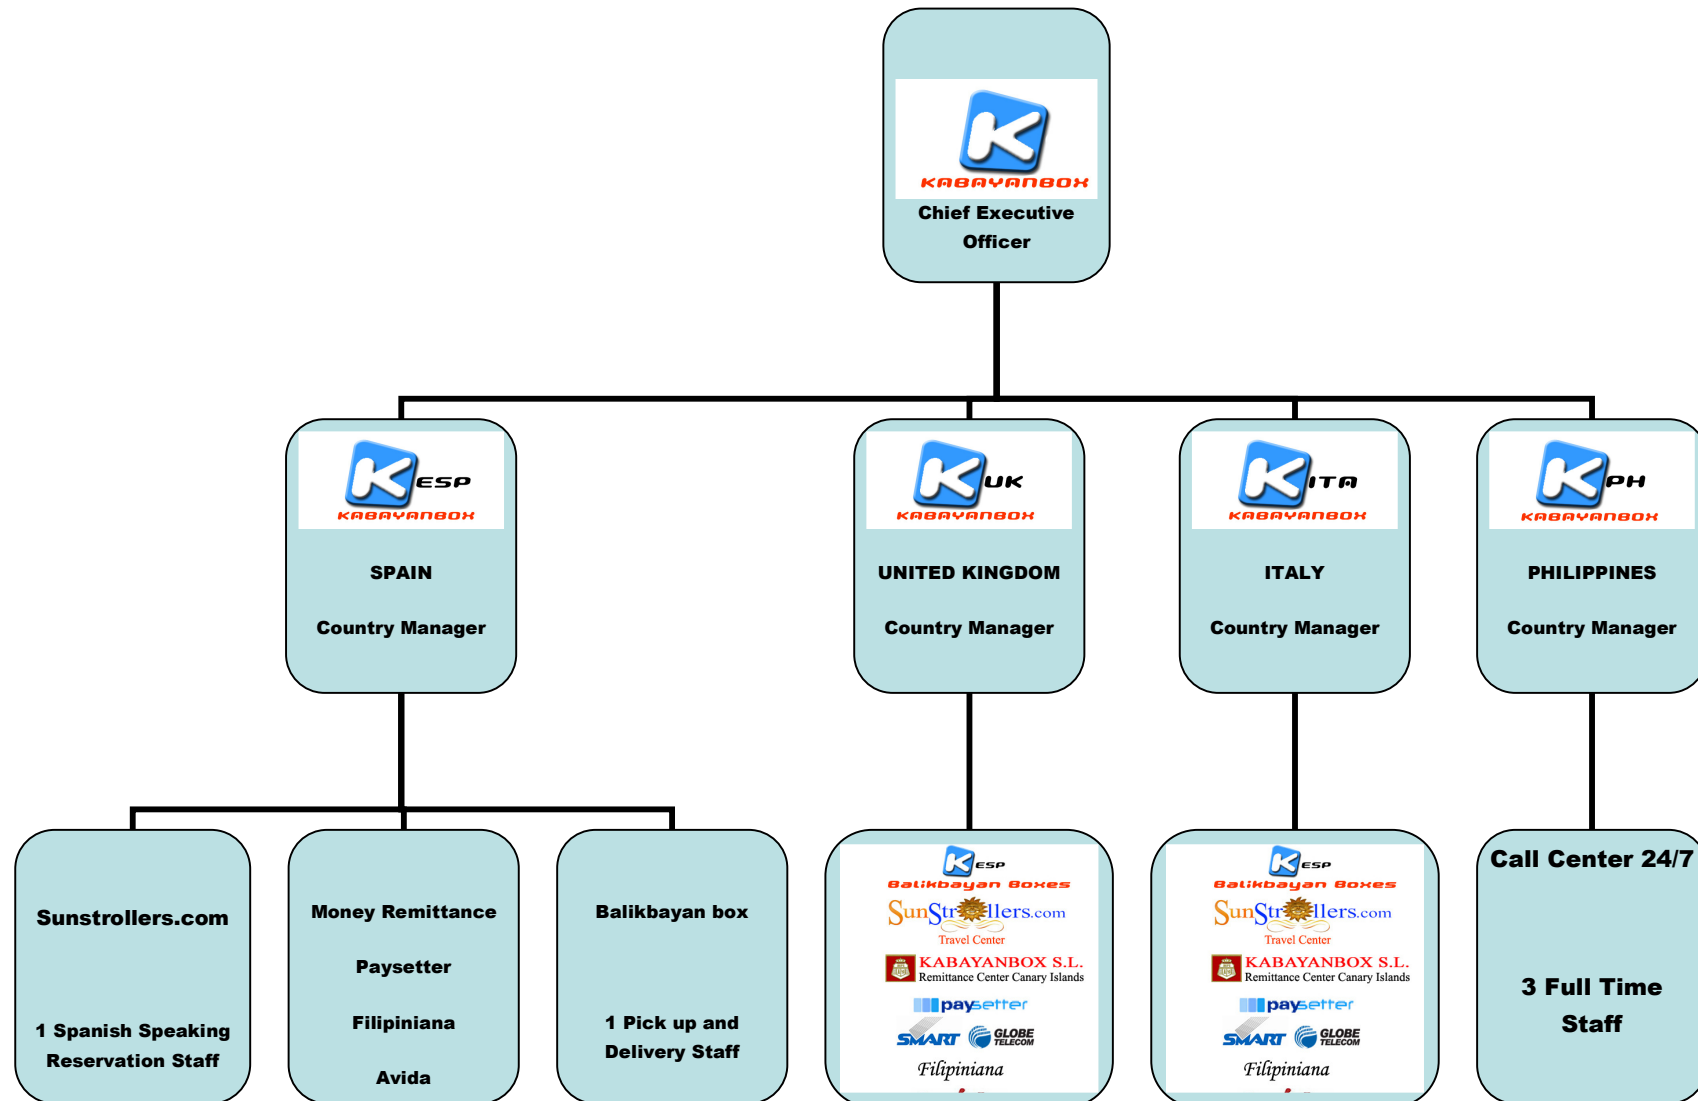 K
KABAYANBOX
Chief Executive
Officer
K ESP
KABAYANBOX
SPAIN
Country Manager
K UK
KABAYANBOX
UNITED KINGDOM
Country Manager
K ITA
KABAYANBOX
ITALY
Country Manager
K PH
KABAYANBOX
PHILIPPINES
Country Manager
Sunstrollers.com
1 Spanish Speaking
Reservation Staff
Money Remittance
Paysetter
Filipiniana
Avida
Balikbayan box
1 Pick up and
Delivery Staff
K ESP
Balikbayan Boxes
SunStrollers.com
Travel Center
KABAYANBOX S.L.
Remittance Center Canary Islands
paysetter
SMART GLOBE
TELECOM
Filipiniana
K ESP
Balikbayan Boxes
SunStrollers.com
Travel Center
KABAYANBOX S.L.
Remittance Center Canary Islands
paysetter
SMART GLOBE
TELECOM
Filipiniana
Call Center 24/7
3 Full Time
Staff